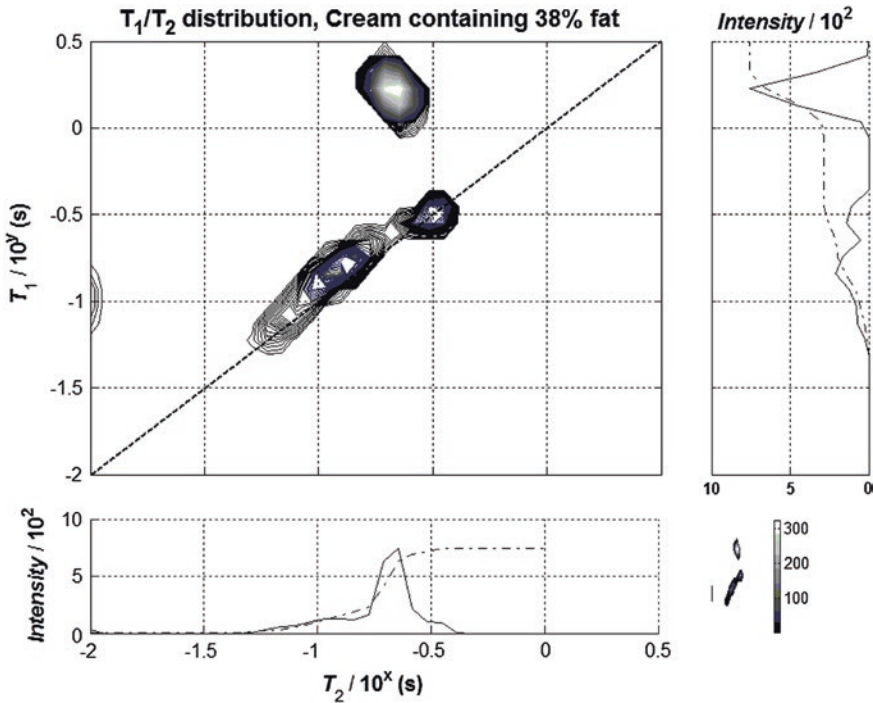 T1/T2 distribution, Cream containing 38% fat
Intensity / 10^2
0.5
0
-0.5
-1
-1.5
-2
T1 / 10^y (s)
10 5 0
10
5
0
Intensity / 10^2
-2 -1.5 -1 -0.5 0 0.5
T2 / 10^x (s)
300
200
100